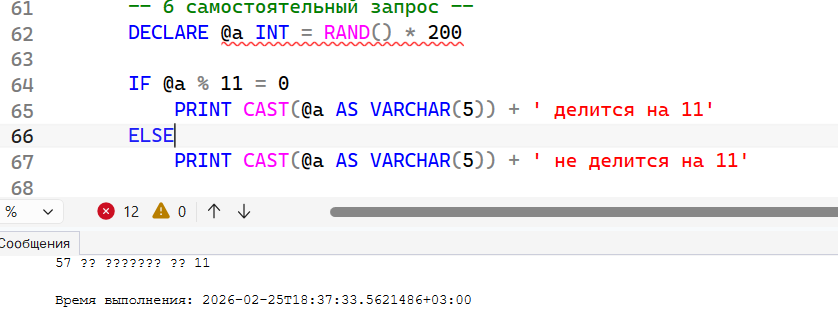 61 -- 6 самостоятельный запрос --
62 DECLARE @a INT = RAND() * 200
63
64 IF @a % 11 = 0
65 PRINT CAST(@a AS VARCHAR(5)) + ' делится на 11'
66 ELSE
67 PRINT CAST(@a AS VARCHAR(5)) + ' не делится на 11'
68
% 12 0
Сообщения
57 ?? ??????? ?? 11
Время выполнения: 2026-02-25T18:37:33.5621486+03:00